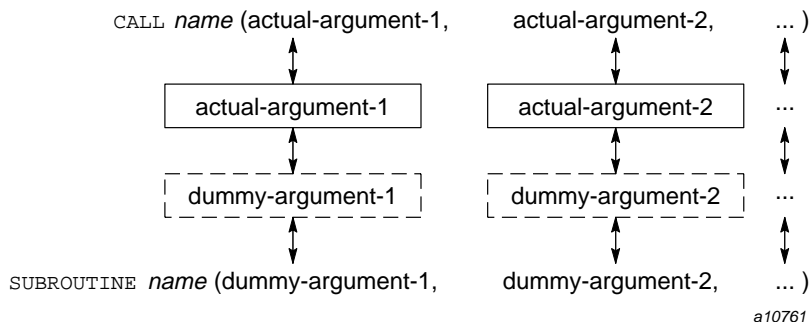 CALL name (actual-argument-1, actual-argument-2, ... )
actual-argument-1 actual-argument-2 ...
dummy-argument-1 dummy-argument-2 ...
SUBROUTINE name (dummy-argument-1, dummy-argument-2, ... )
a10761